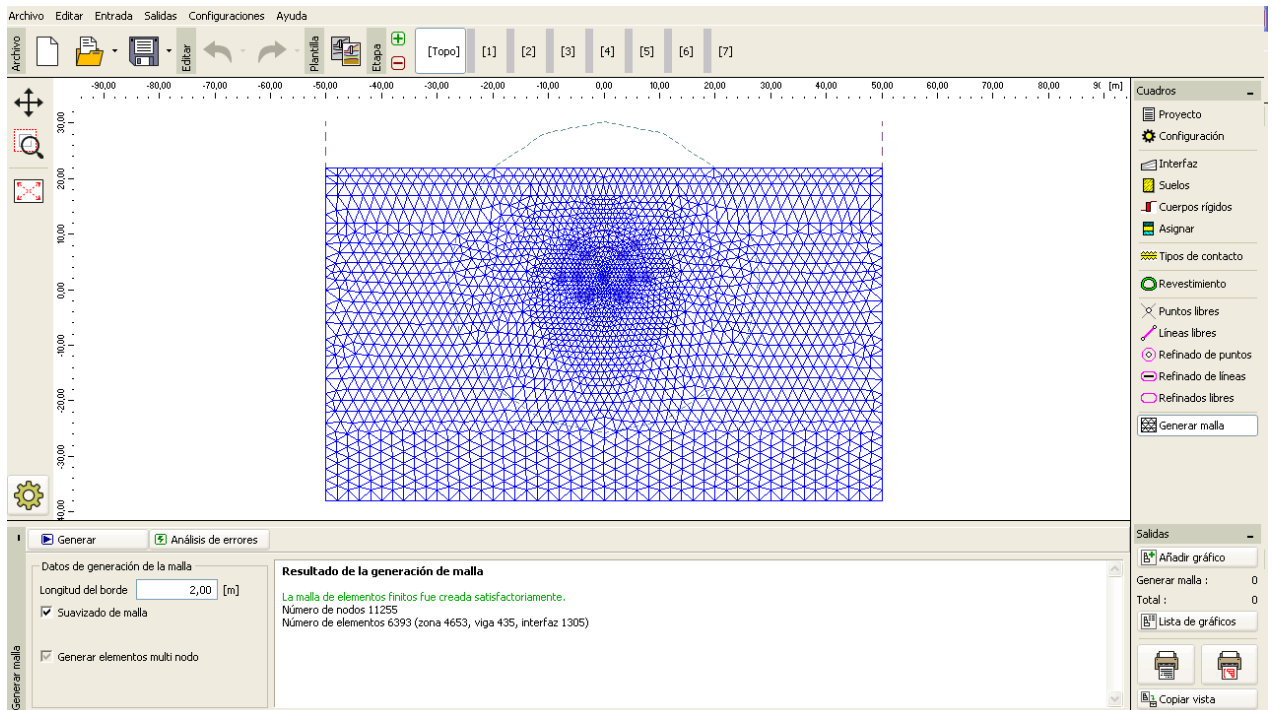 Archivo Editar Entrada Salidas Configuraciones Ayuda
Archivo
Editar
Plantilla
Etapa
[Topo] [1] [2] [3] [4] [5] [6] [7]
-90,00 -80,00 -70,00 -60,00 -50,00 -40,00 -30,00 -20,00 -10,00 0,00 10,00 20,00 30,00 40,00 50,00 60,00 70,00 80,00 9( [m]
30,00
20,00
10,00
0,00
-10,00
-20,00
-30,00
40,00
Cuadros
Proyecto
Configuración
Interfaz
Suelos
Cuerpos rígidos
Asignar
Tipos de contacto
Revestimiento
Puntos libres
Líneas libres
Refinado de puntos
Refinado de líneas
Refinados libres
Generar malla
Generar malla
Generar Análisis de errores
Datos de generación de la malla
Longitud del borde 2,00 [m]
Suavizado de malla
Generar elementos multi nodo
Resultado de la generación de malla
La malla de elementos finitos fue creada satisfactoriamente.
Número de nodos 11255
Número de elementos 6393 (zona 4653, viga 435, interfaz 1305)
Salidas
Añadir gráfico
Generar malla : 0
Total : 0
Lista de gráficos
Copiar vista